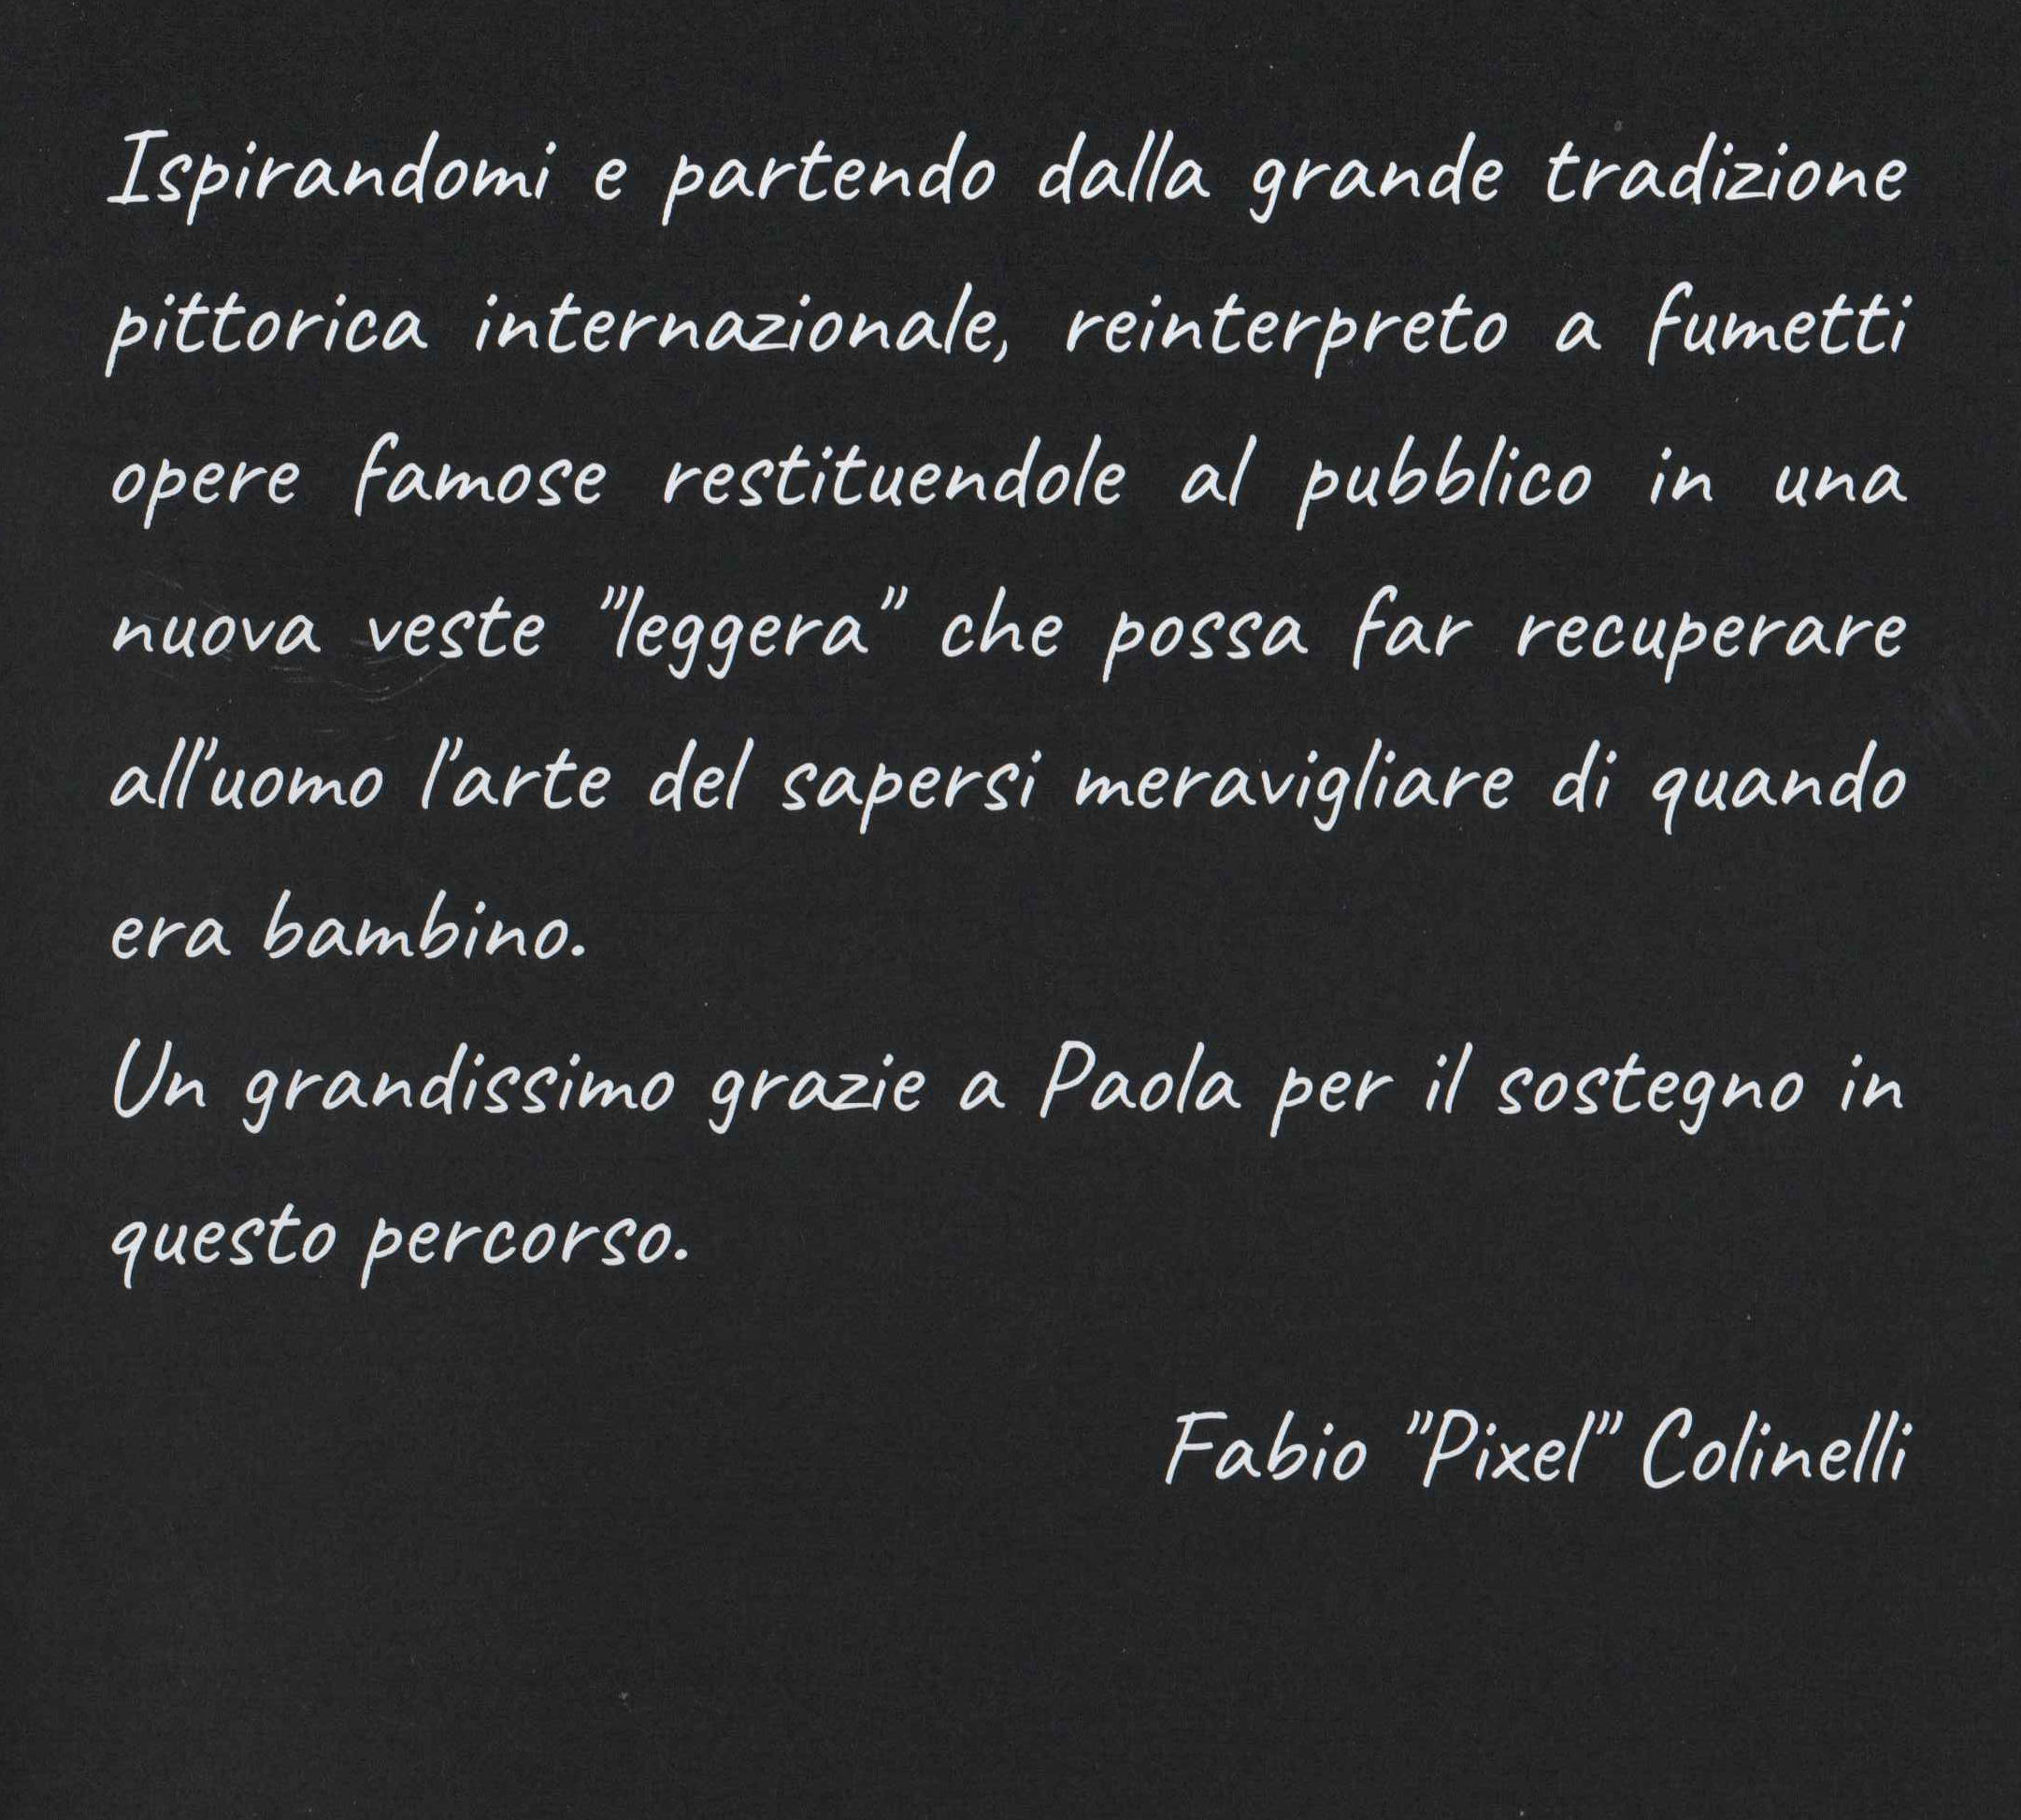 Ispirandomi e partendo dalla grande tradizione
pittorica internazionale, reinterpreto a fumetti
opere famose restituendole al pubblico in una
nuova veste "leggera" che possa far recuperare
all'uomo l'arte del sapersi meravigliare di quando
era bambino.
Un grandissimo grazie a Paola per il sostegno in
questo percorso.
Fabio "Pixel" Colinelli